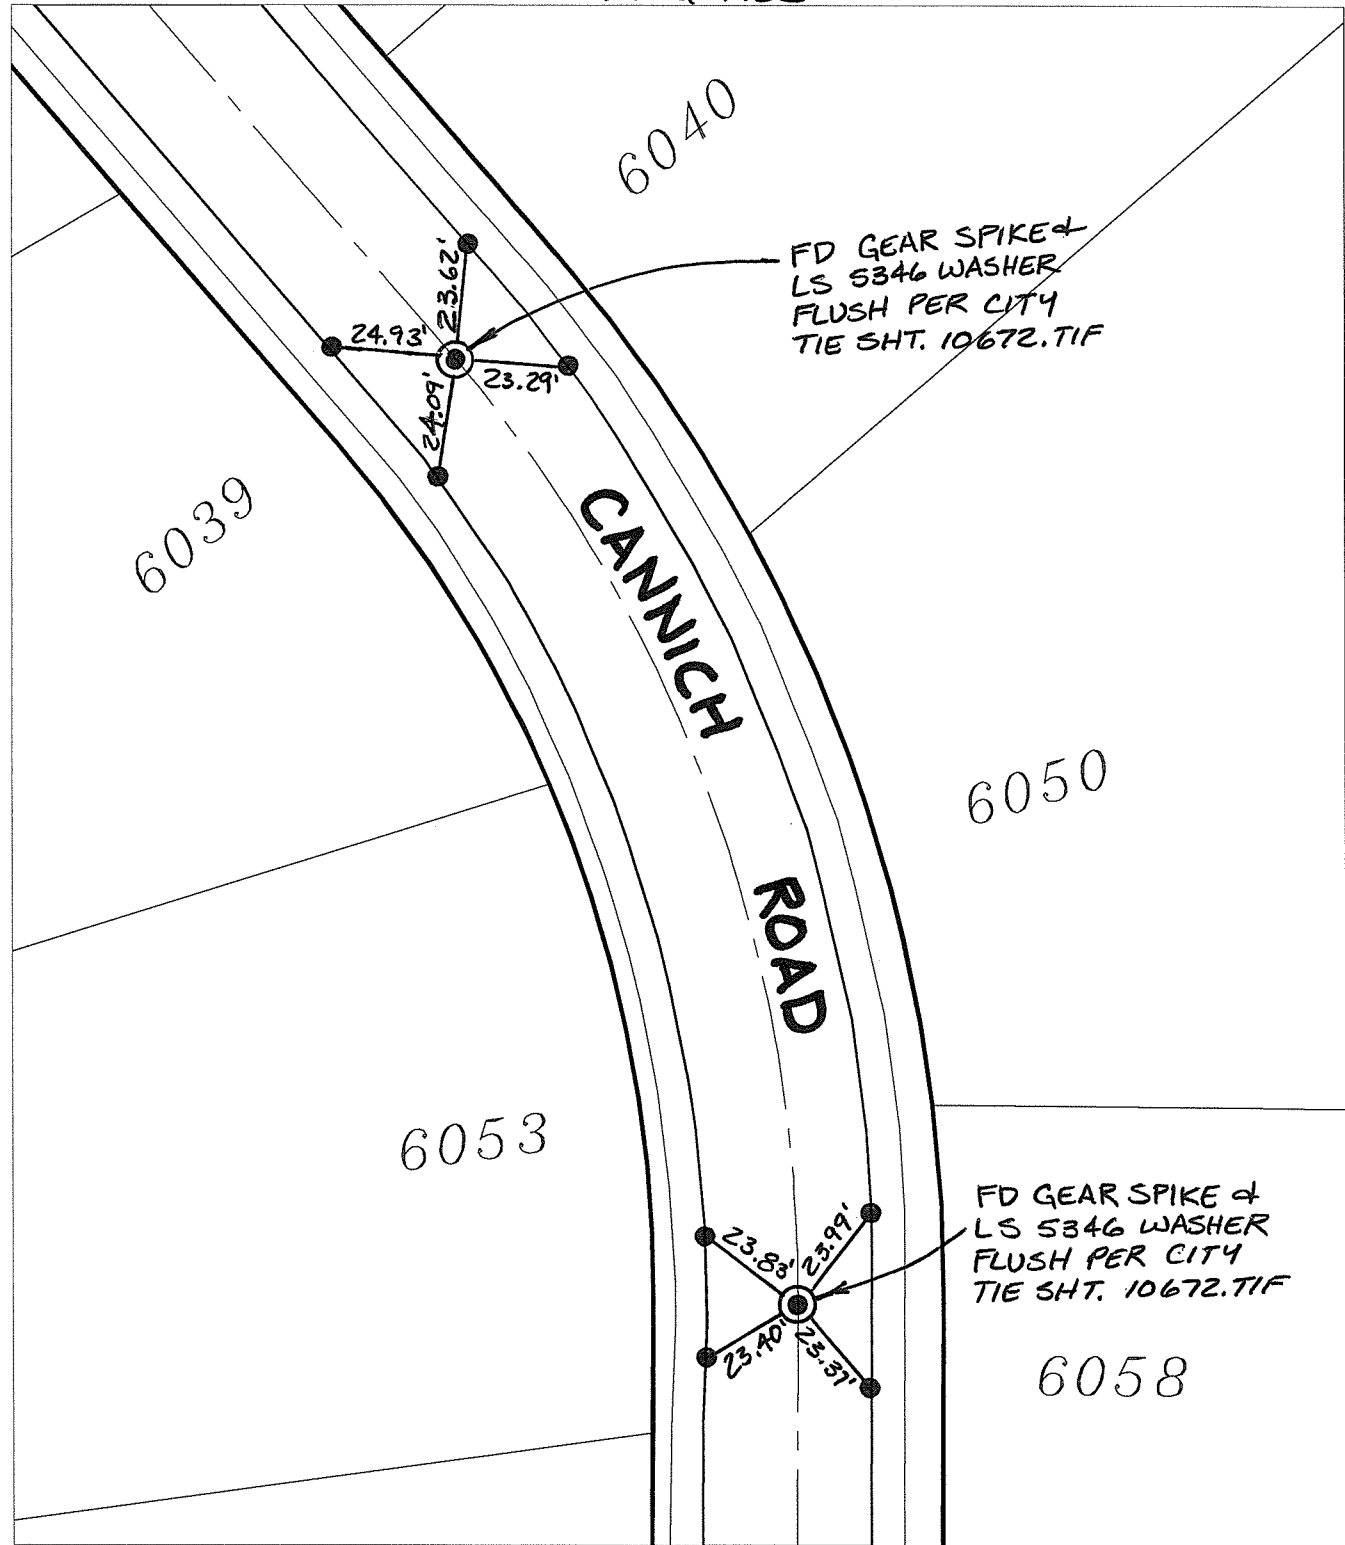 6040
FD GEAR SPIKE &
LS 5346 WASHER
FLUSH PER CITY
TIE SHT. 10672.TIF
23.62'
24.93'
23.29'
24.09'
6039
CANNICH
ROAD
6050
6053
FD GEAR SPIKE &
LS 5346 WASHER
FLUSH PER CITY
TIE SHT. 10672.TIF
23.83'
23.99'
23.40'
23.37'
6058